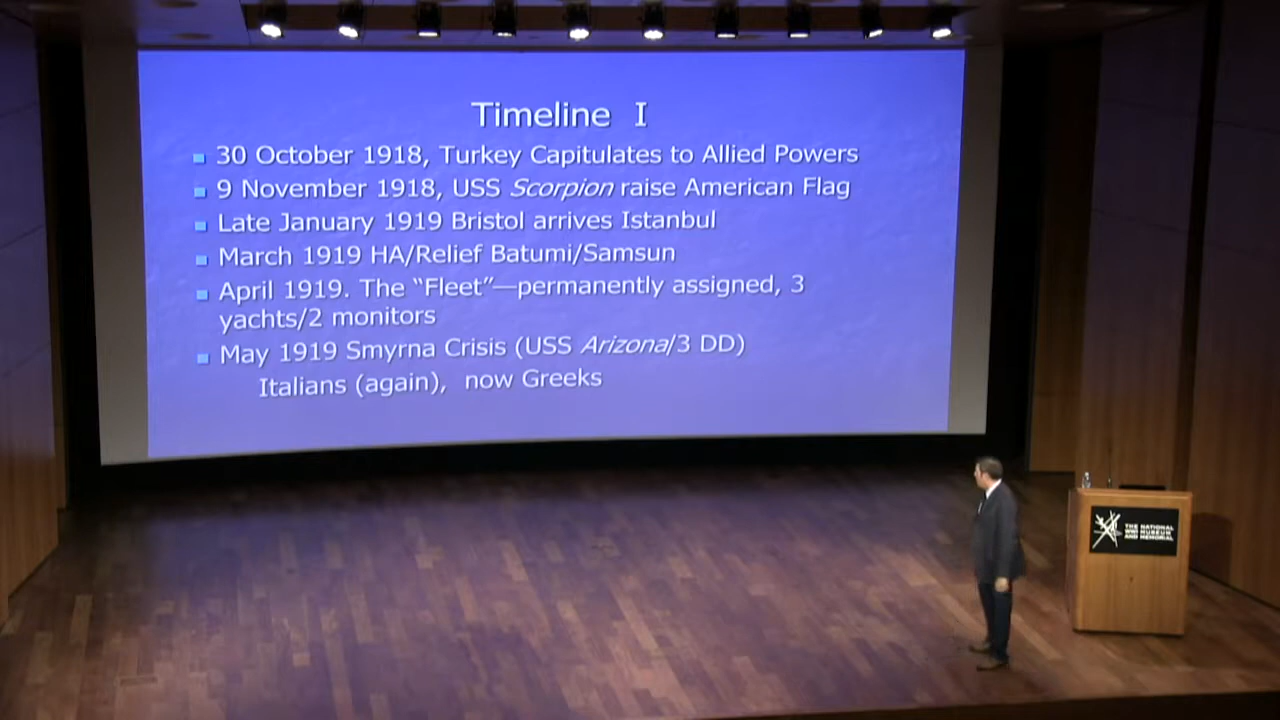 Timeline I
30 October 1918, Turkey Capitulates to Allied Powers
9 November 1918, USS Scorpion raise American Flag
Late January 1919 Bristol arrives Istanbul
March 1919 HA/Relief Batumi/Samsun
April 1919. The “Fleet”—permanently assigned, 3
yachts/2 monitors
May 1919 Smyrna Crisis (USS Arizona/3 DD)
Italians (again), now Greeks
THE NATIONAL
WWI MUSEUM
AND MEMORIAL